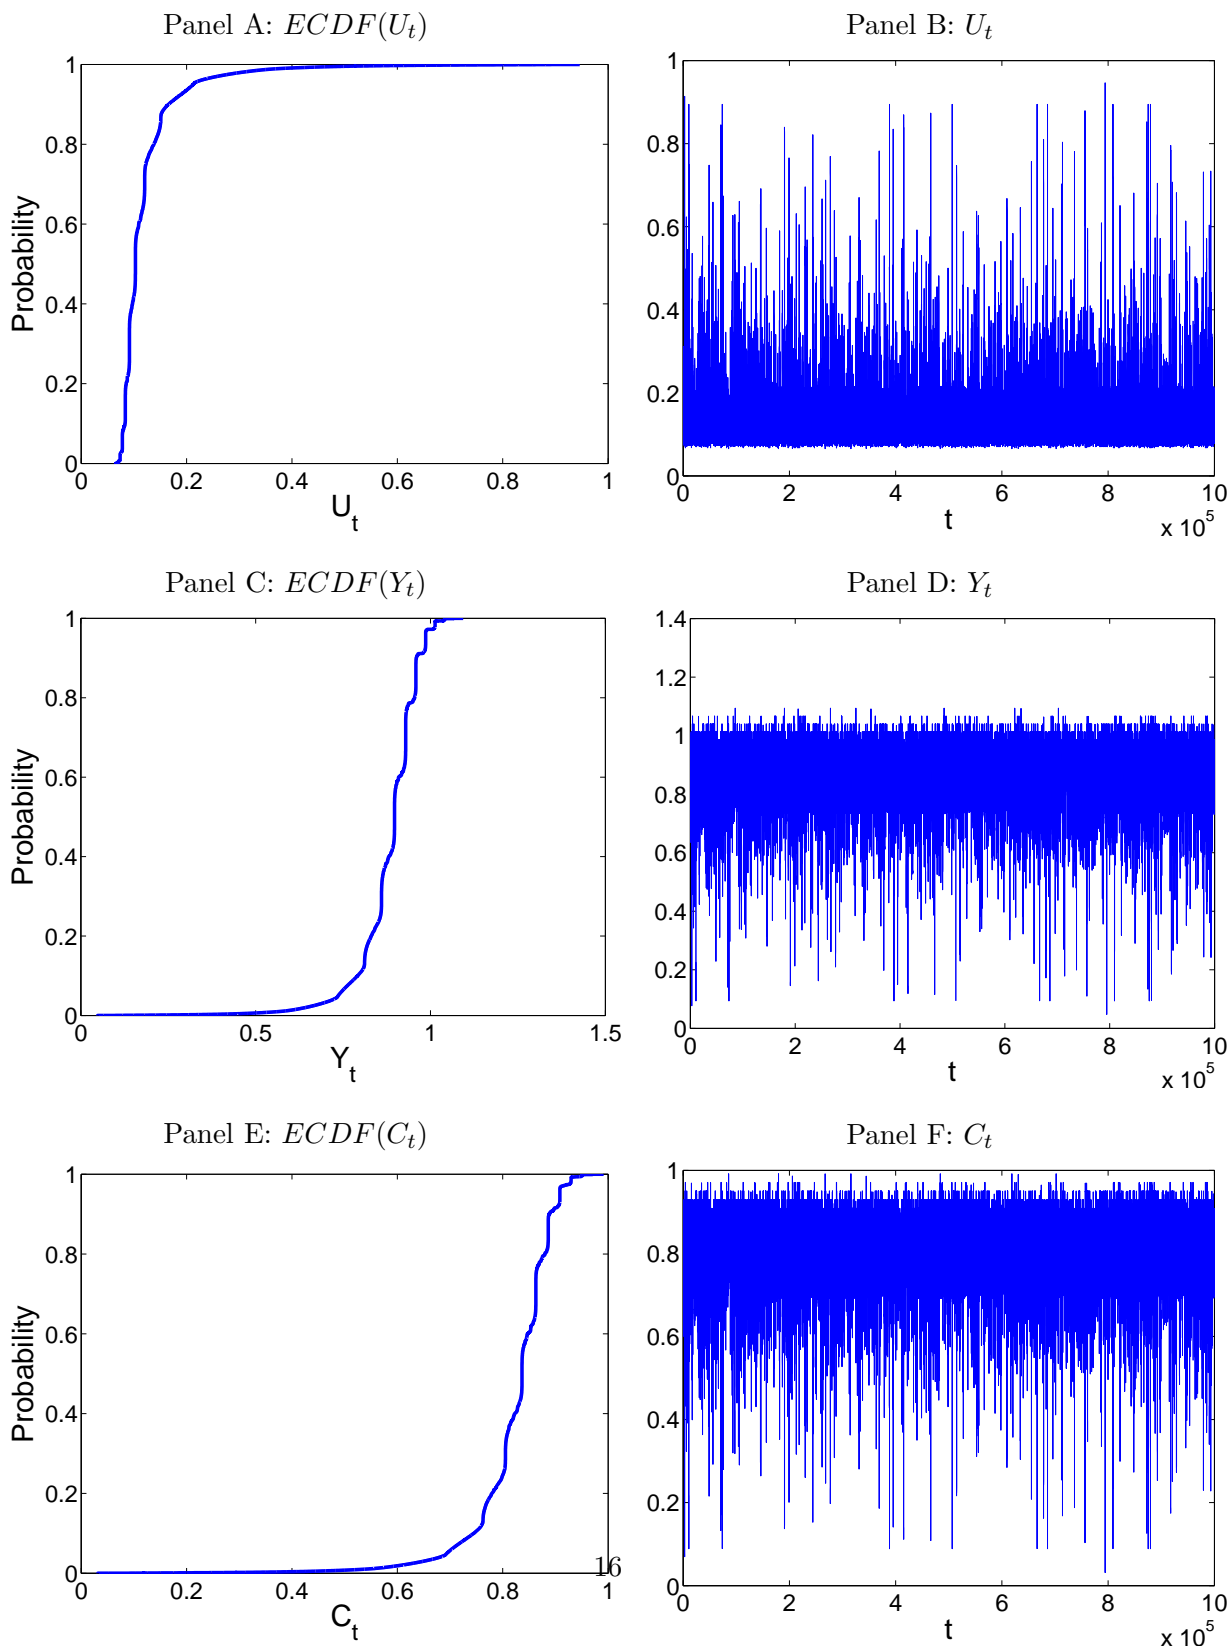 Panel A: ECDF(U_t)
Panel B: U_t
1
0.8
0.6
0.4
0.2
0
Probability
0 0.2 0.4 0.6 0.8 1
U_t
1
0.8
0.6
0.4
0.2
0
0 2 4 6 8 10
t
x 10^5
Panel C: ECDF(Y_t)
Panel D: Y_t
1
0.8
0.6
0.4
0.2
0
Probability
0 0.5 1 1.5
Y_t
1.4
1.2
1
0.8
0.6
0.4
0.2
0
0 2 4 6 8 10
t
x 10^5
Panel E: ECDF(C_t)
Panel F: C_t
1
0.8
0.6
0.4
0.2
0
Probability
0 0.2 0.4 0.6 0.8 1
C_t
16
1
0.8
0.6
0.4
0.2
0
0 2 4 6 8 10
t
x 10^5